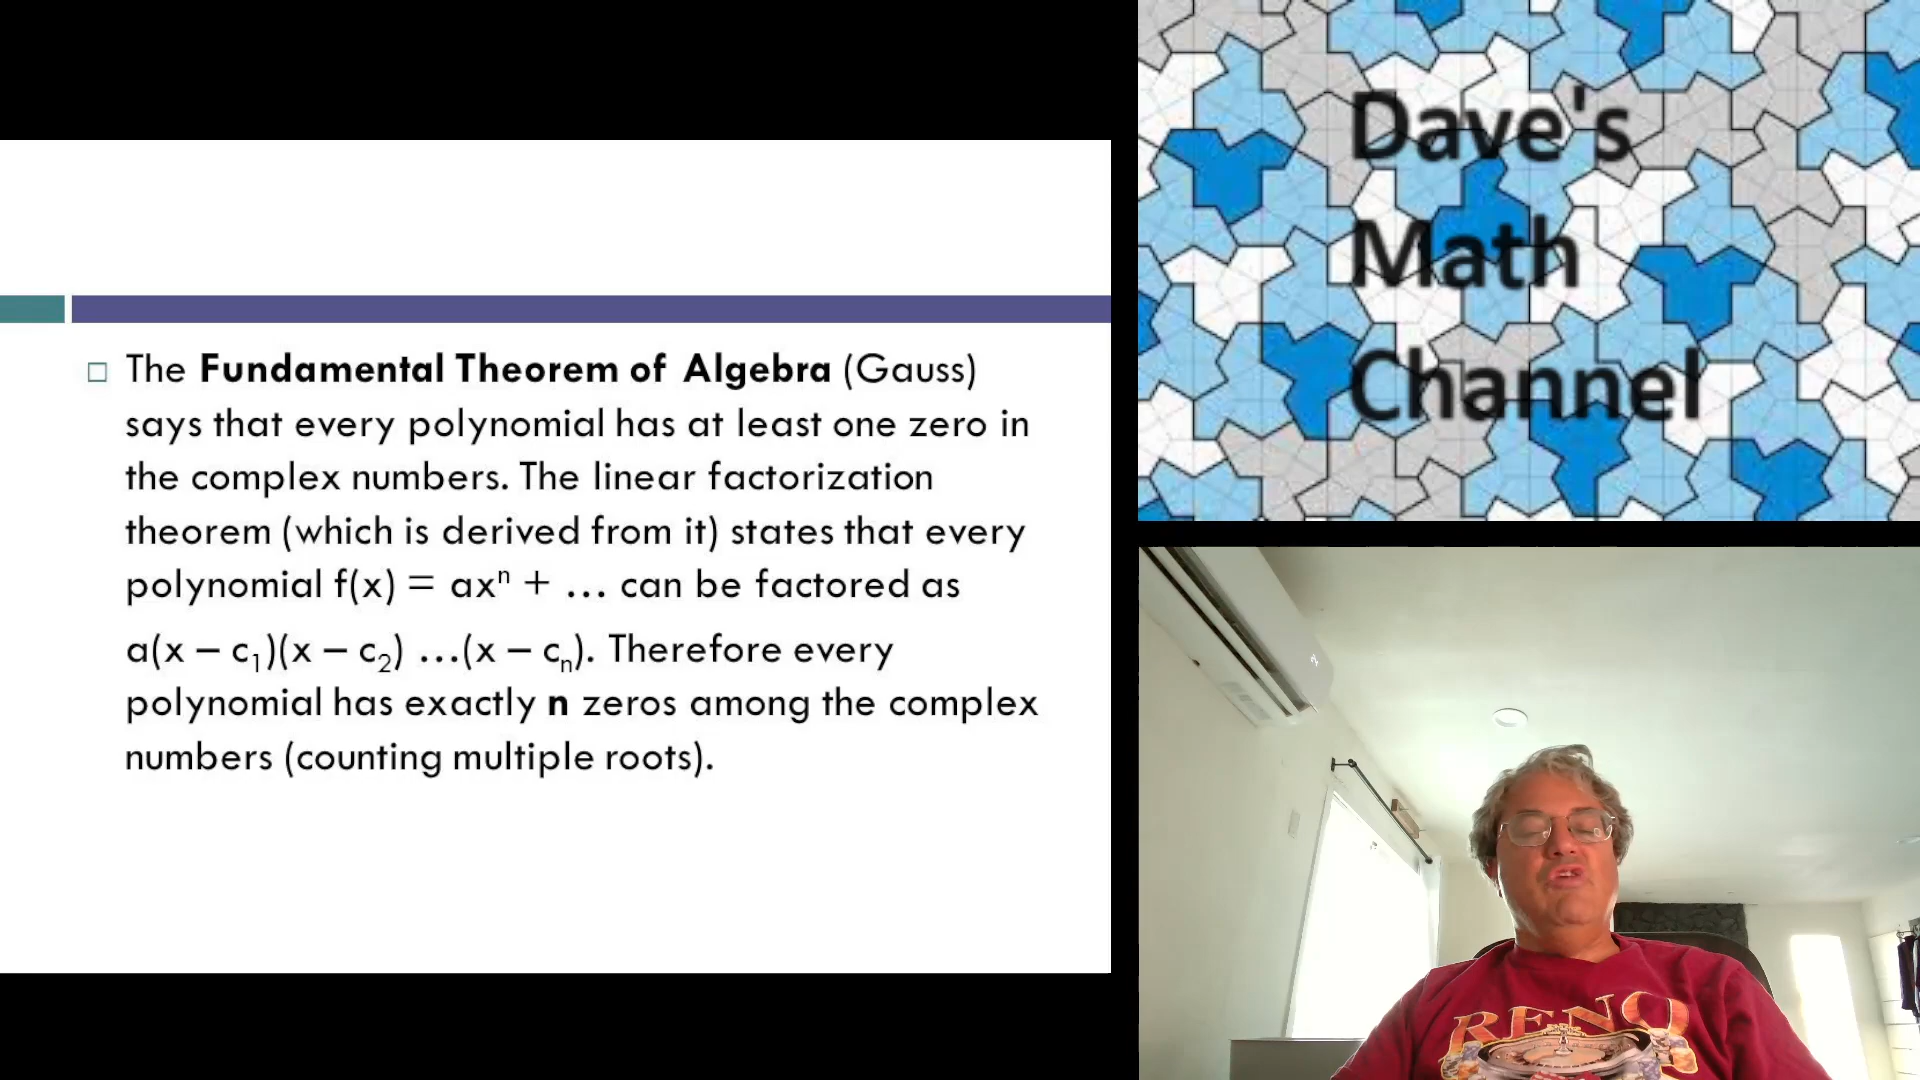 The Fundamental Theorem of Algebra (Gauss)
says that every polynomial has at least one zero in
the complex numbers. The linear factorization
theorem (which is derived from it) states that every
polynomial f(x) = axⁿ + … can be factored as
a(x – c₁)(x – c₂) …(x – cₙ). Therefore every
polynomial has exactly n zeros among the complex
numbers (counting multiple roots).
Dave's
Math
Channel
RENO